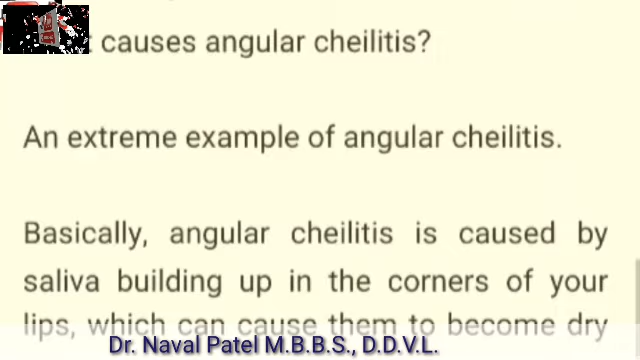 causes angular cheilitis?
An extreme example of angular cheilitis.
Basically, angular cheilitis is caused by
saliva building up in the corners of your
lips, which can cause them to become dry
Dr. Naval Patel M.B.B.S., D.D.V.L.